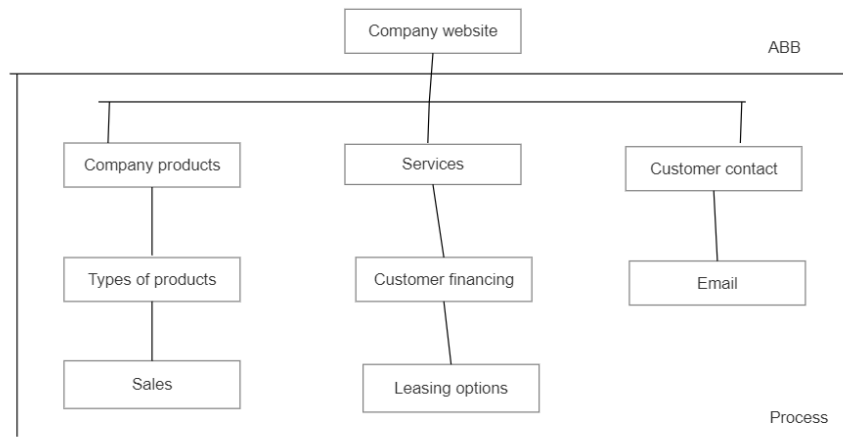 Company website
ABB
Company products
Services
Customer contact
Types of products
Customer financing
Email
Sales
Leasing options
Process